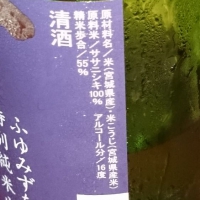 原材料名/米(宮城県産)・米こうじ(宮城県産米)
原料米/ササニシキ100%
精米歩合/55% アルコール分/16度
清酒
ふゆみずた
特別純米